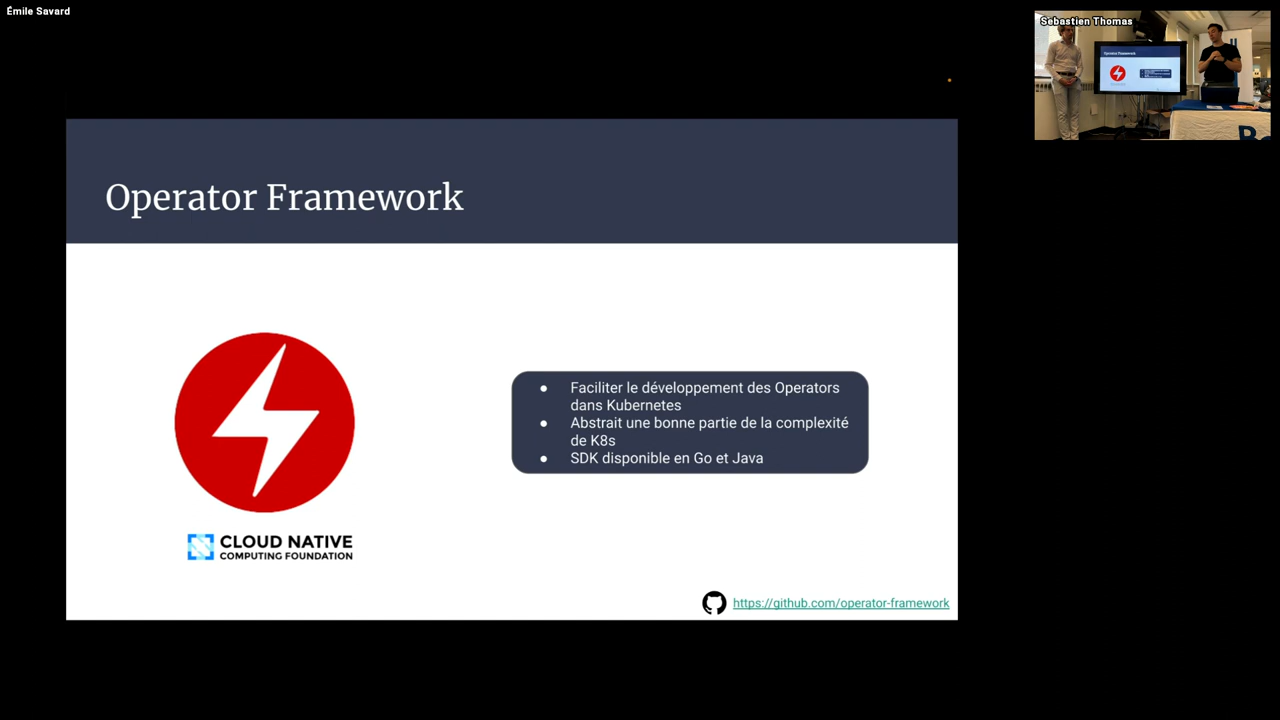 Émile Savard
Sebastien Thomas
Operator Framework
Faciliter le développement des Operators
dans Kubernetes
Abstrait une bonne partie de la complexité
de K8s
SDK disponible en Go et Java
CLOUD NATIVE
COMPUTING FOUNDATION
https://github.com/operator-framework